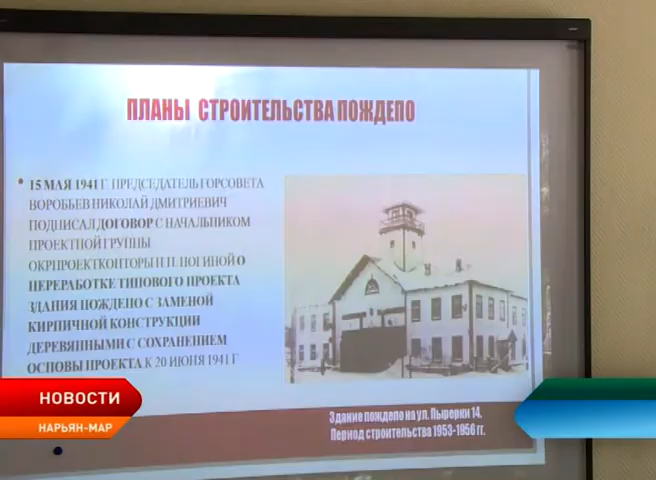 ПЛАНЫ СТРОИТЕЛЬСТВА ПОЖДЕПО
• 15 МАЯ 1941 Г. ПРЕДСЕДАТЕЛЬ ГОРСОВЕТА
ВОРОБЬЕВ НИКОЛАЙ ДМИТРИЕВИЧ
ПОДПИСАЛ ДОГОВОР С НАЧАЛЬНИКОМ
ПРОЕКТНОЙ ГРУППЫ
ОКРПРОЕКТКОНТОРЫ Н.П. НОГИНОЙ О
ПЕРЕРАБОТКЕ ТИПОВОГО ПРОЕКТА
ЗДАНИЯ ПОЖДЕПО С ЗАМЕНОЙ
КИРПИЧНОЙ КОНСТРУКЦИИ
ДЕРЕВЯННЫМИ С СОХРАНЕНИЕМ
ОСНОВЫ ПРОЕКТА К 20 ИЮНЯ 1941 Г
Здание пождепо на ул. Пырерки 14.
Период строительства 1953-1956 гг.
НОВОСТИ
НАРЬЯН-МАР